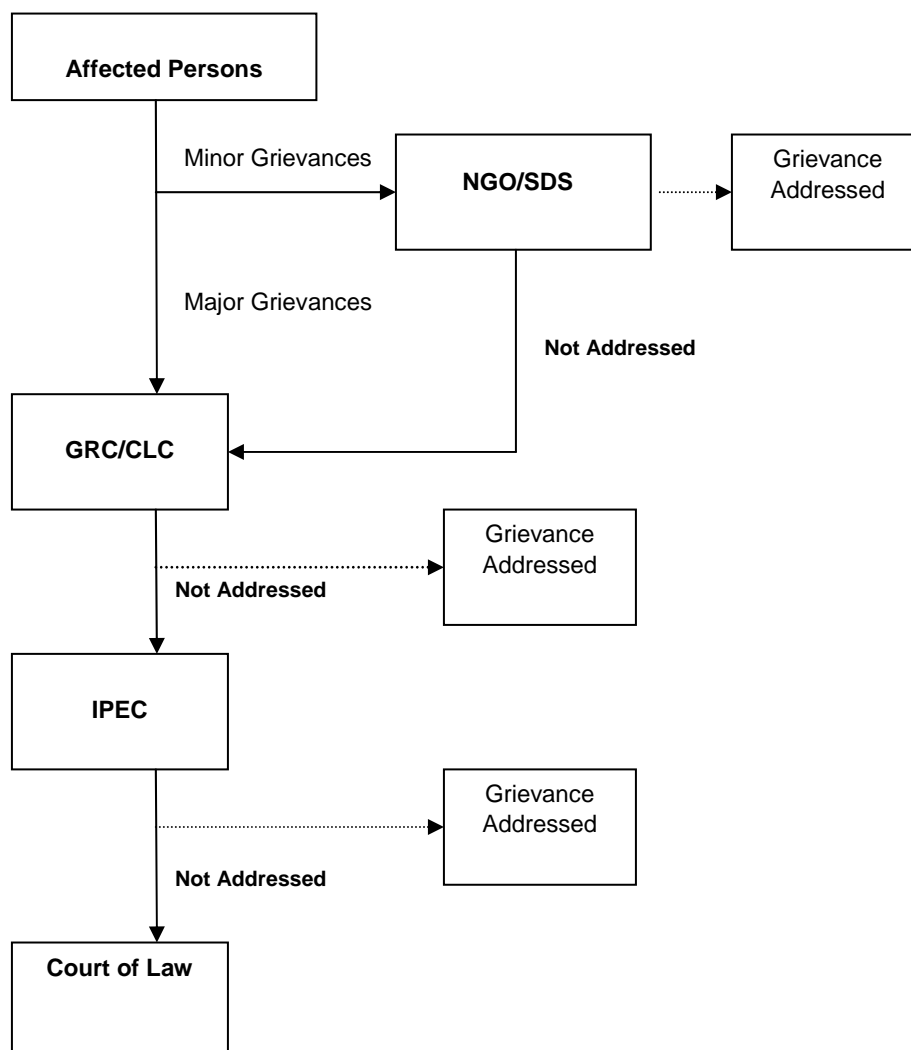 Affected Persons
Minor Grievances
NGO/SDS
Grievance
Addressed
Major Grievances
Not Addressed
GRC/CLC
Grievance
Addressed
Not Addressed
IPEC
Grievance
Addressed
Not Addressed
Court of Law